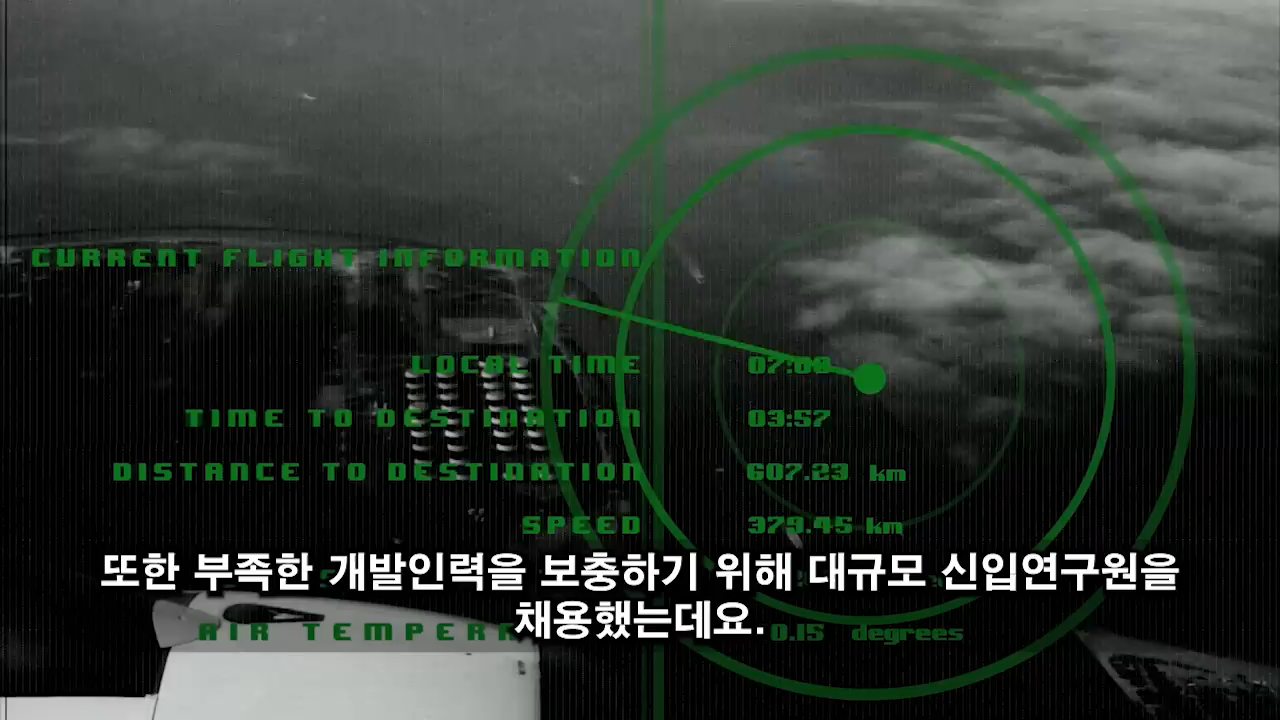 CURRENT FLIGHT INFORMATION
LOCAL TIME
TIME TO DESTINATION 03:57
DISTANCE TO DESTINATION 607.23 km
SPEED 379.45 km
또한 부족한 개발인력을 보충하기 위해 대규모 신입연구원을
채용했는데요.
AIR 0.15 degrees